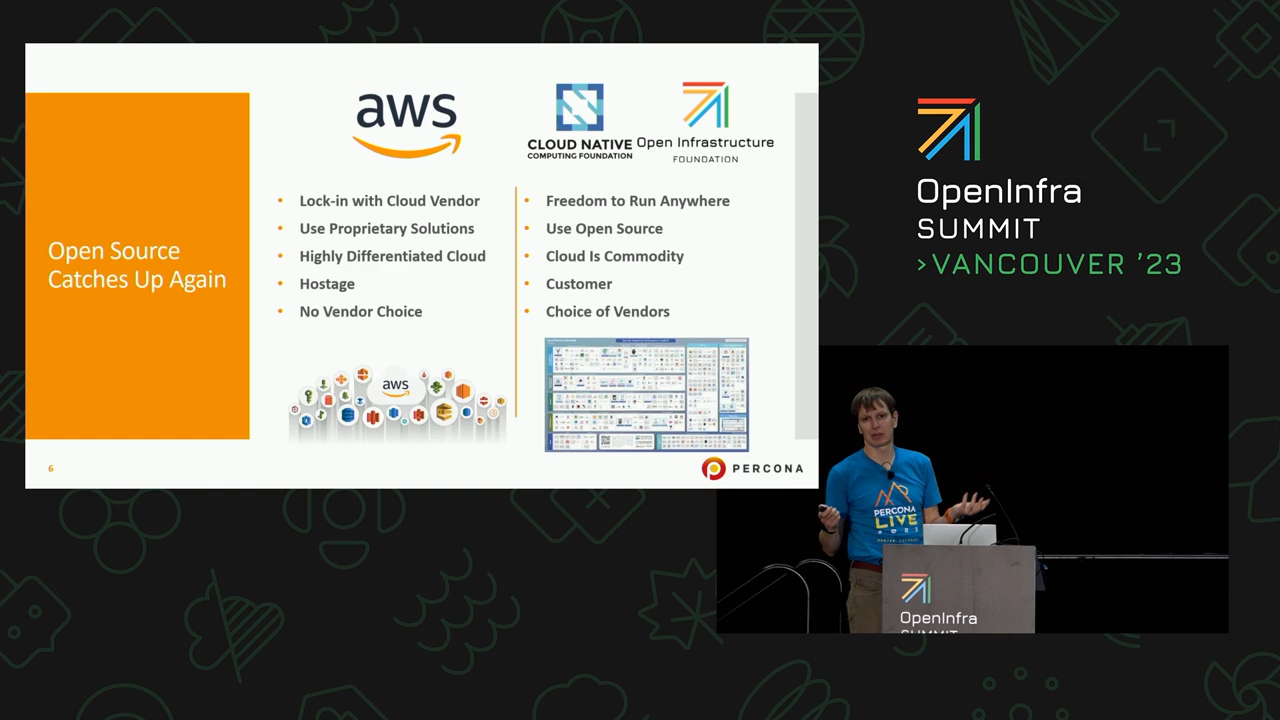 Open Source
Catches Up Again
aws
CLOUD NATIVE
COMPUTING FOUNDATION
Open Infrastructure
FOUNDATION
• Lock-in with Cloud Vendor
• Use Proprietary Solutions
• Highly Differentiated Cloud
• Hostage
• No Vendor Choice
• Freedom to Run Anywhere
• Use Open Source
• Cloud Is Commodity
• Customer
• Choice of Vendors
aws
6
PERCONA
OpenInfra
SUMMIT
>VANCOUVER '23
PERCONA
LIVE
OpenInfra
SUMMIT